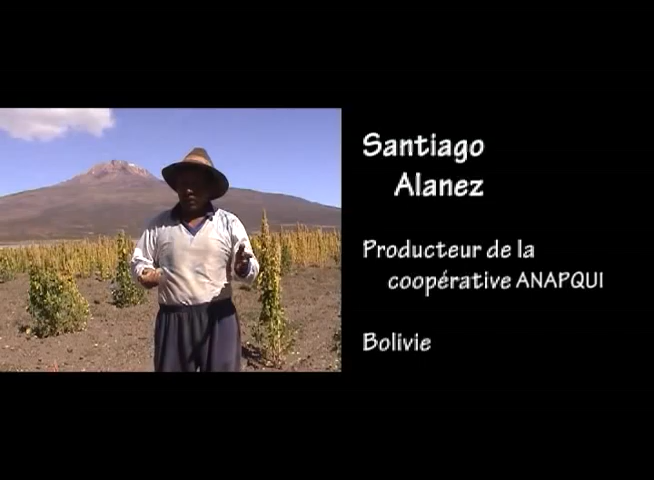 Santiago
Alanez
Producteur de la
coopérative ANAPQUI
Bolivie